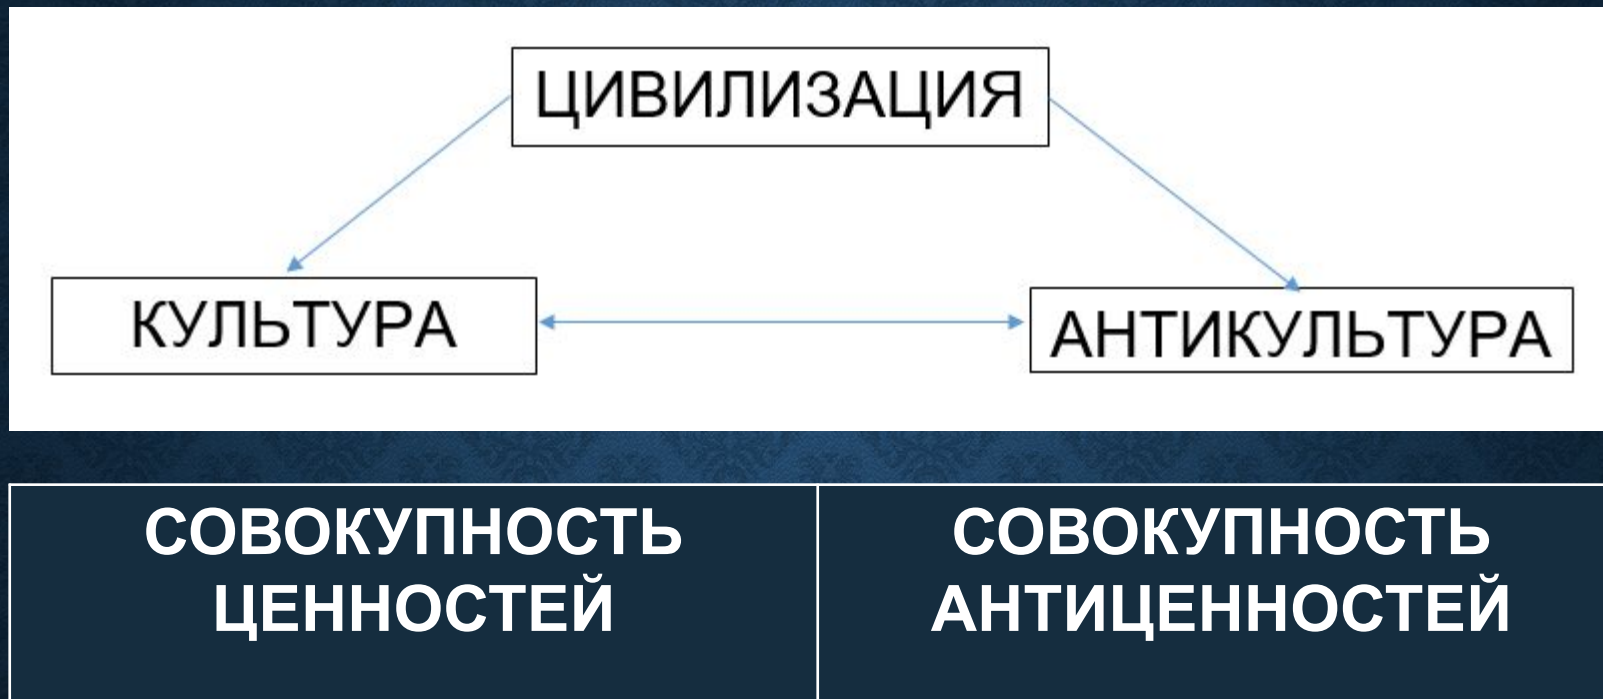 ЦИВИЛИЗАЦИЯ
КУЛЬТУРА
АНТИКУЛЬТУРА
СОВОКУПНОСТЬ
ЦЕННОСТЕЙ
СОВОКУПНОСТЬ
АНТИЦЕННОСТЕЙ